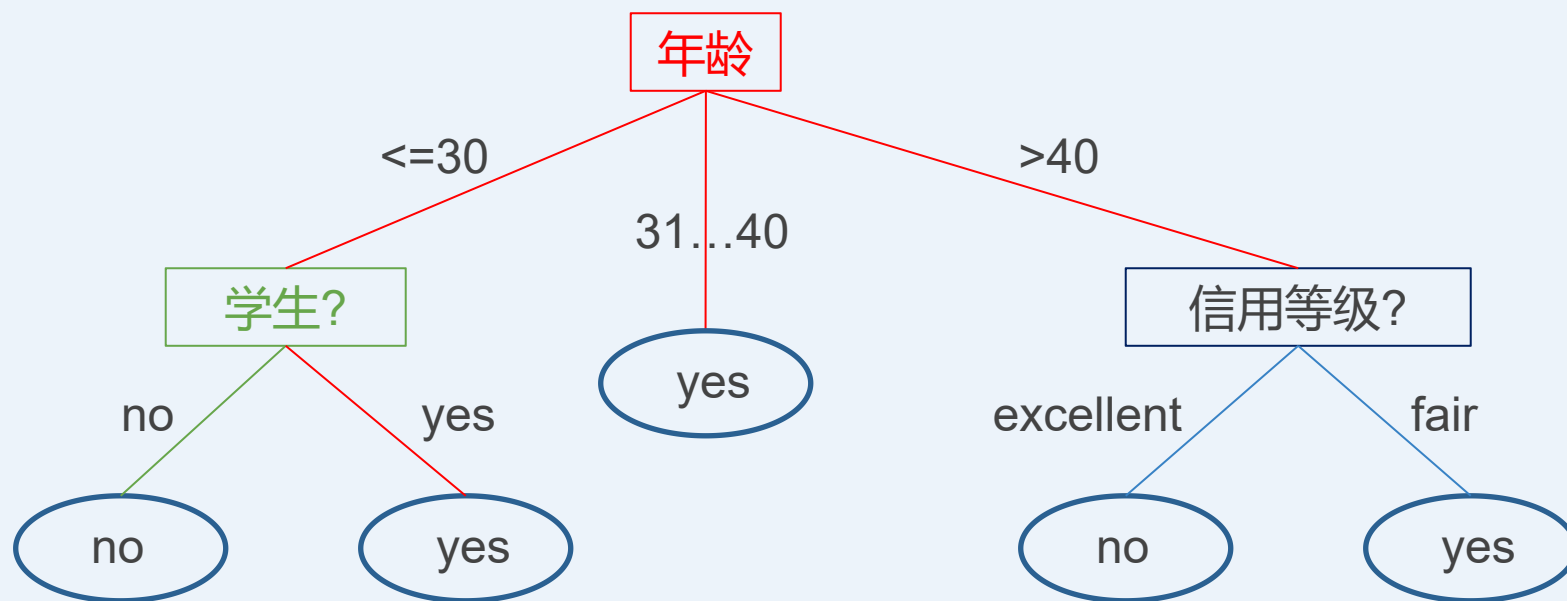 年龄
<=30
>40
31…40
学生?
信用等级?
yes
no
yes
excellent
fair
no
yes
no
yes